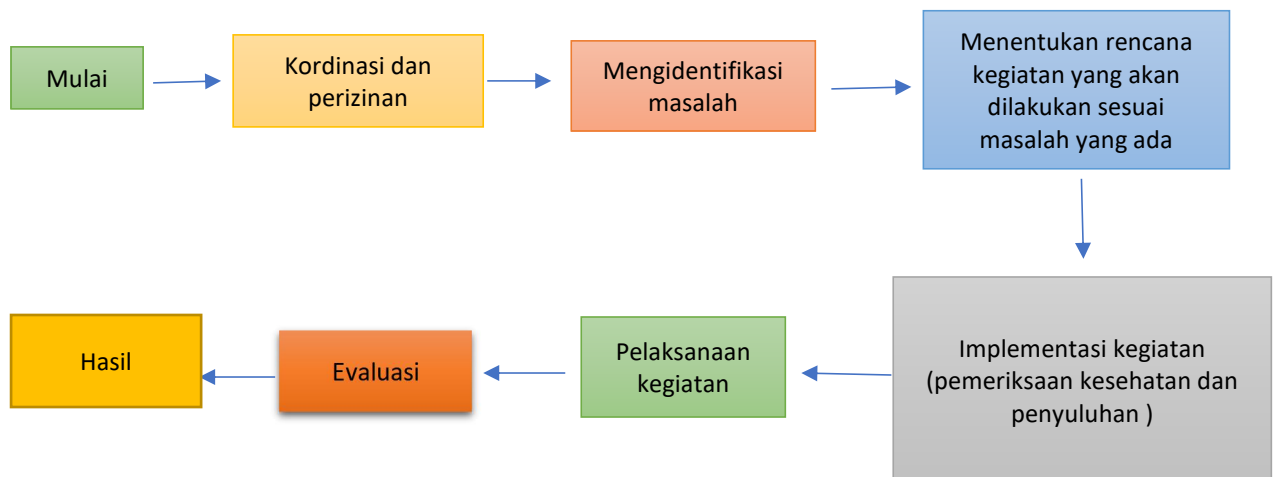 Mulai
Kordinasi dan
perizinan
Mengidentifikasi
masalah
Menentukan rencana
kegiatan yang akan
dilakukan sesuai
masalah yang ada
Implementasi kegiatan
(pemeriksaan kesehatan dan
penyuluhan )
Pelaksanaan
kegiatan
Evaluasi
Hasil